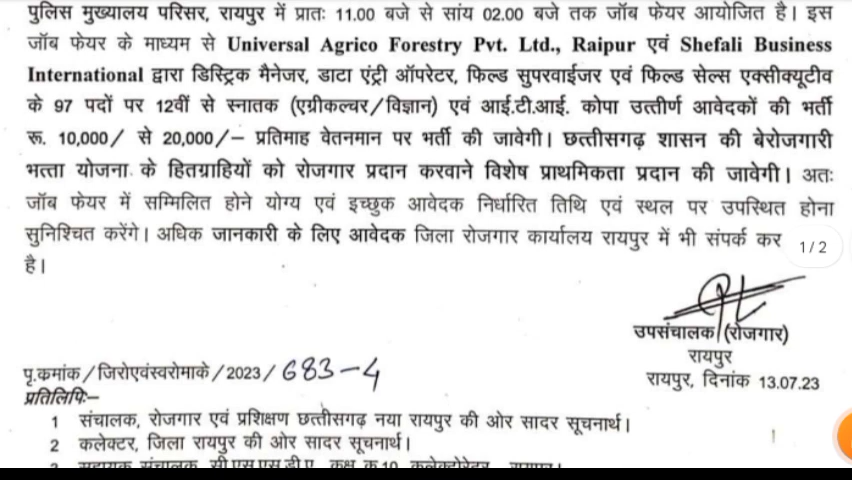 पुलिस मुख्यालय परिसर, रायपुर में प्रातः 11.00 बजे से सांय 02.00 बजे तक जॉब फेयर आयोजित है। इस
जॉब फेयर के माध्यम से Universal Agrico Forestry Pvt. Ltd., Raipur एवं Shefali Business
International द्वारा डिस्ट्रिक मैनेजर, डाटा एंट्री ऑपरेटर, फिल्ड सुपरवाईजर एवं फिल्ड सेल्स एक्सीक्यूटीव
के 97 पदों पर 12वीं से स्नातक (एग्रीकल्चर/विज्ञान) एवं आई.टी.आई. कोपा उत्तीर्ण आवेदकों की भर्ती
रू. 10,000/ से 20,000/– प्रतिमाह वेतनमान पर भर्ती की जावेगी। छत्तीसगढ़ शासन की बेरोजगारी
भत्ता योजना के हितग्राहियों को रोजगार प्रदान करवाने विशेष प्राथमिकता प्रदान की जावेगी। अतः
जॉब फेयर में सम्मिलित होने योग्य एवं इच्छुक आवेदक निर्धारित तिथि एवं स्थल पर उपस्थित होना
सुनिश्चित करेंगे। अधिक जानकारी के लिए आवेदक जिला रोजगार कार्यालय रायपुर में भी संपर्क कर
1/2
है।
उपसंचालक (रोजगार)
रायपुर
पृ.कमांक/जिरोएवंस्वरोमाके/2023/ 683-4
रायपुर, दिनांक 13.07.23
प्रतिलिपिः–
1 संचालक, रोजगार एवं प्रशिक्षण छत्तीसगढ़ नया रायपुर की ओर सादर सूचनार्थ।
2 कलेक्टर, जिला रायपुर की ओर सादर सूचनार्थ।